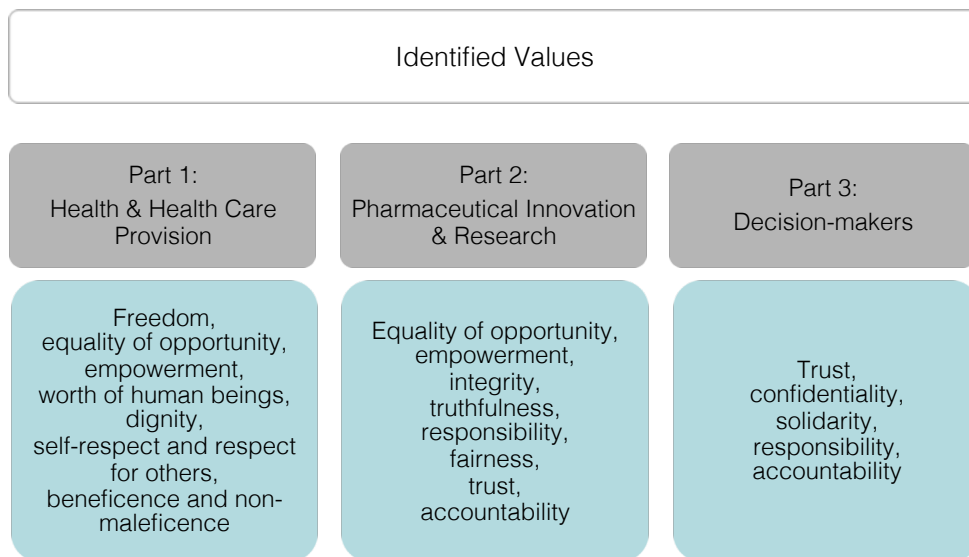 Identified Values
Part 1:
Health & Health Care
Provision
Part 2:
Pharmaceutical Innovation
& Research
Part 3:
Decision-makers
Freedom,
equality of opportunity,
empowerment,
worth of human beings,
dignity,
self-respect and respect
for others,
beneficence and non-
maleficence
Equality of opportunity,
empowerment,
integrity,
truthfulness,
responsibility,
fairness,
trust,
accountability
Trust,
confidentiality,
solidarity,
responsibility,
accountability